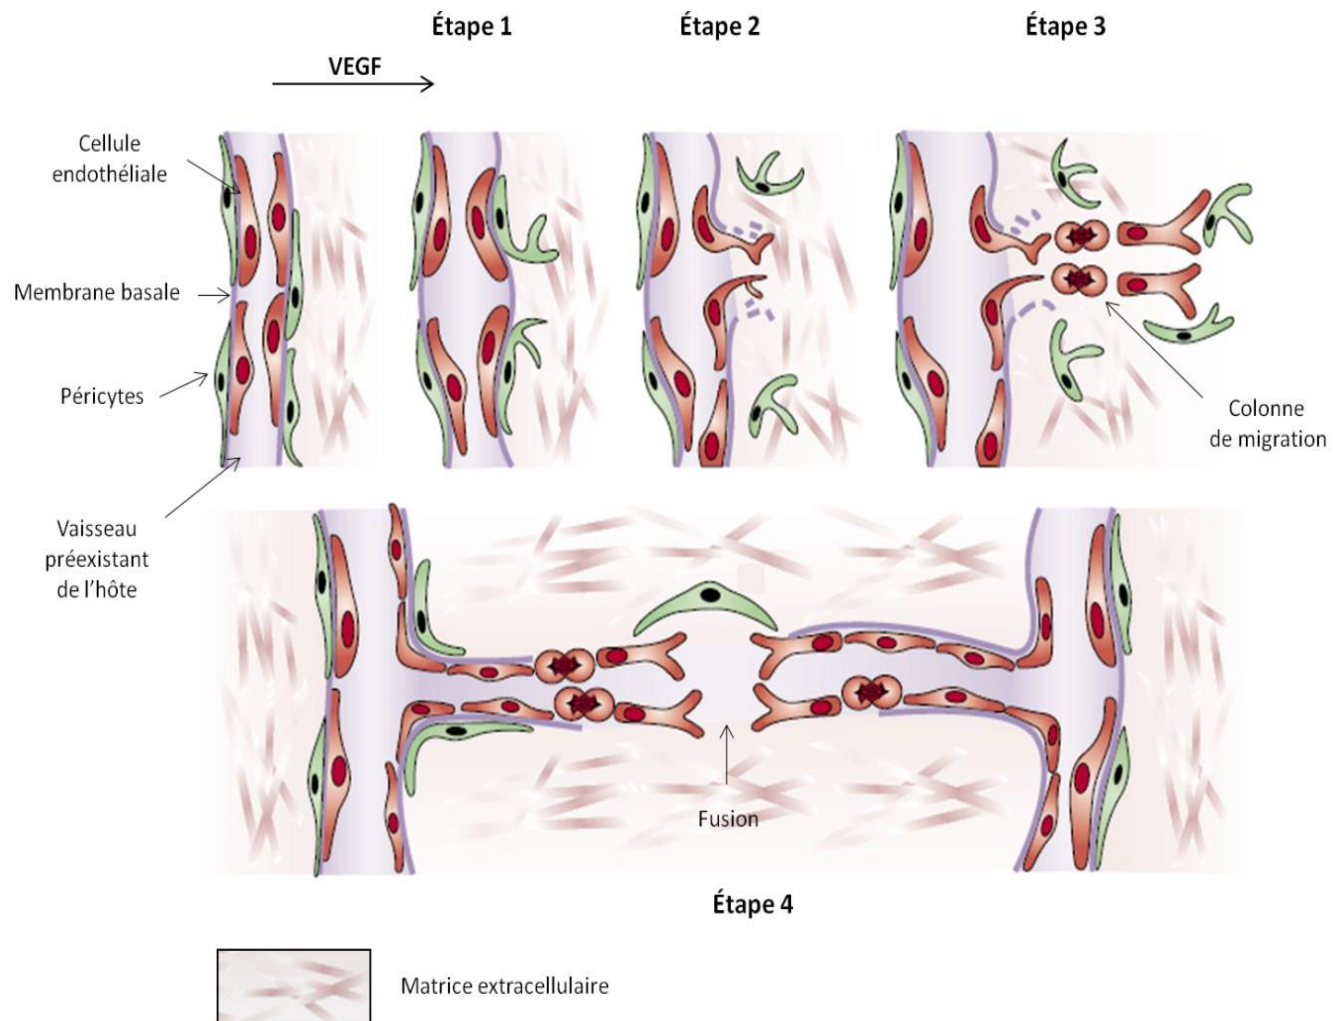 Étape 1
Étape 2
Étape 3
VEGF
Cellule
endothéliale
Membrane basale
Péricytes
Vaisseau
préexistant
de l'hôte
Colonne
de migration
Fusion
Étape 4
Matrice extracellulaire